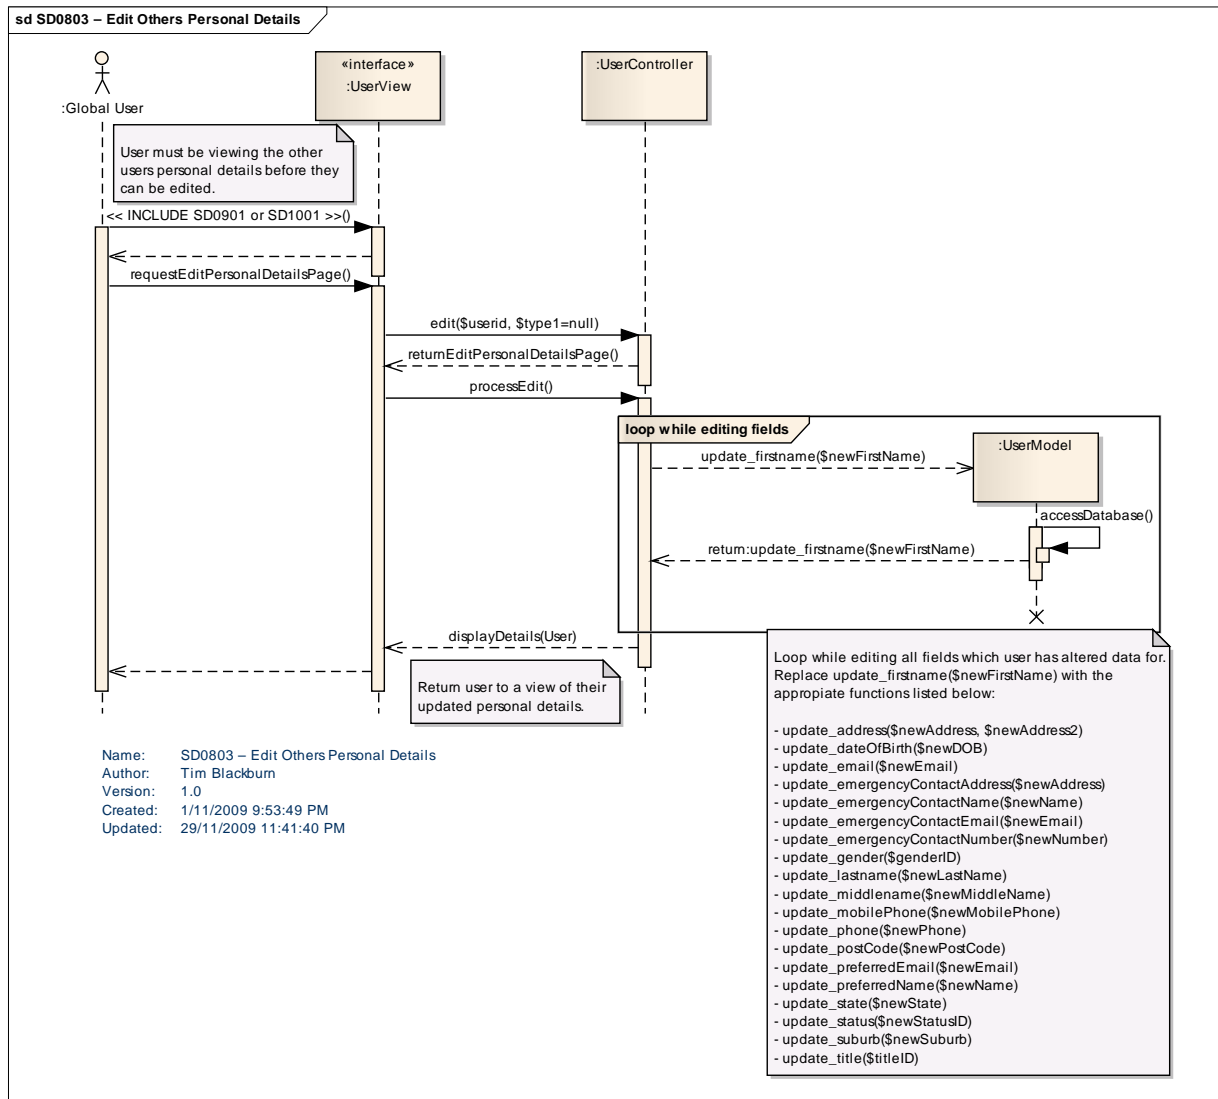 sd SD0803 – Edit Others Personal Details
:Global User
«interface»
:UserView
:UserController
User must be viewing the other
users personal details before they
can be edited.
<< INCLUDE SD0901 or SD1001 >>()
requestEditPersonalDetailsPage()
edit($userid, $type1=null)
returnEditPersonalDetailsPage()
processEdit()
loop while editing fields
:UserModel
update_firstname($newFirstName)
accessDatabase()
return:update_firstname($newFirstName)
displayDetails(User)
Return user to a view of their
updated personal details.
Loop while editing all fields which user has altered data for.
Replace update_firstname($newFirstName) with the
appropiate functions listed below:
- update_address($newAddress, $newAddress2)
- update_dateOfBirth($newDOB)
- update_email($newEmail)
- update_emergencyContactAddress($newAddress)
- update_emergencyContactName($newName)
- update_emergencyContactEmail($newEmail)
- update_emergencyContactNumber($newNumber)
- update_gender($genderID)
- update_lastname($newLastName)
- update_middlename($newMiddleName)
- update_mobilePhone($newMobilePhone)
- update_phone($newPhone)
- update_postCode($newPostCode)
- update_preferredEmail($newEmail)
- update_preferredName($newName)
- update_state($newState)
- update_status($newStatusID)
- update_suburb($newSuburb)
- update_title($titleID)
Name: SD0803 – Edit Others Personal Details
Author: Tim Blackburn
Version: 1.0
Created: 1/11/2009 9:53:49 PM
Updated: 29/11/2009 11:41:40 PM